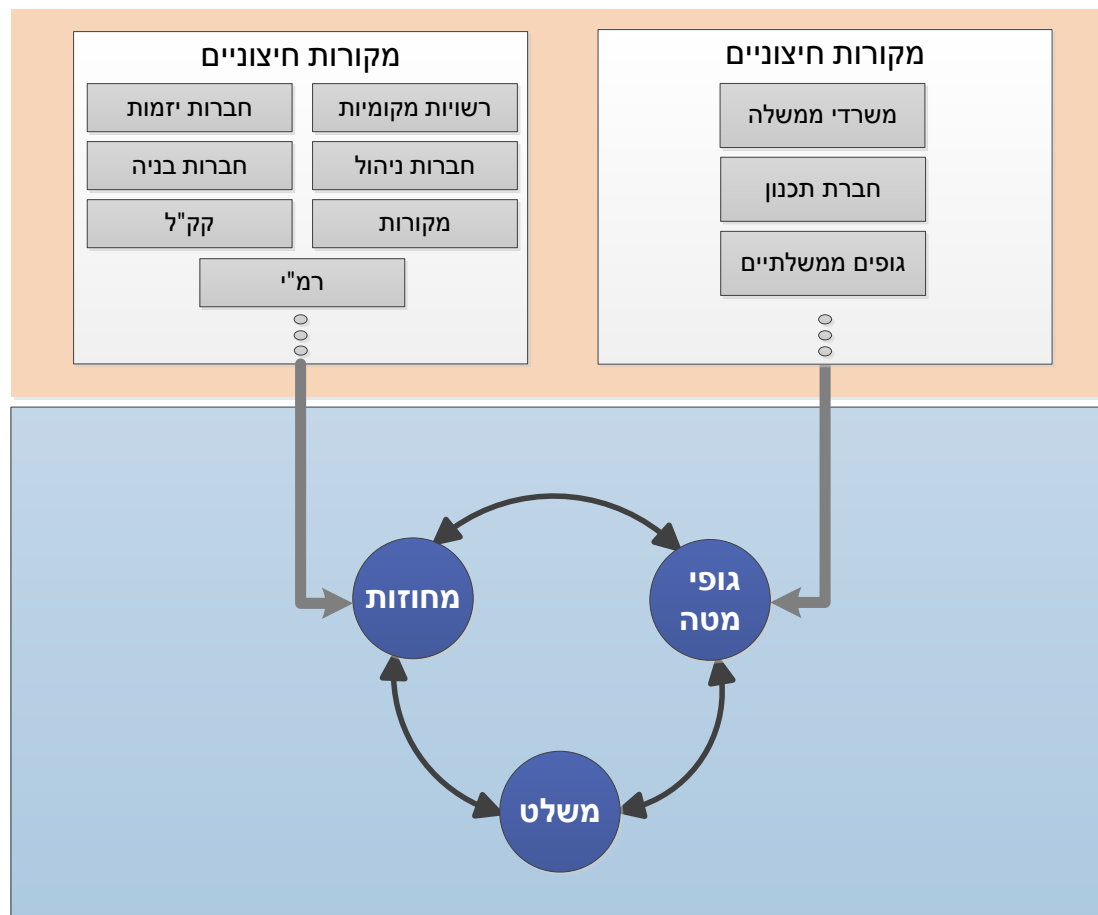 מקורות חיצוניים
משרדי ממשלה
חברת תכנון
גופים ממשלתיים
מקורות חיצוניים
רשויות מקומיות
חברות יזמות
חברות ניהול
חברות בניה
מקורות
קק"ל
רמ"י
גופי
מטה
מחוזות
משלט